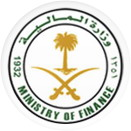 وزارة المالية
1932
١٣٥١
MINISTRY OF FINANCE